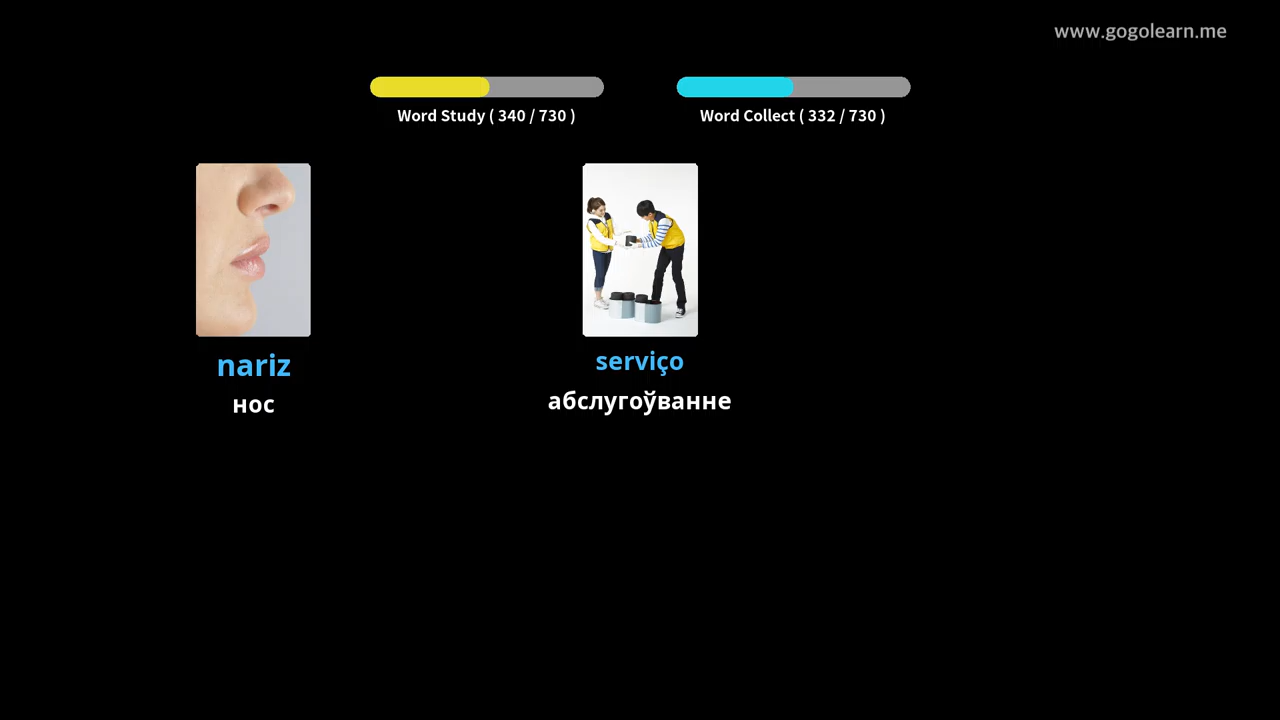 www.gogolearn.me
Word Study ( 340 / 730 )
Word Collect ( 332 / 730 )
nariz
нос
serviço
абслугоўванне